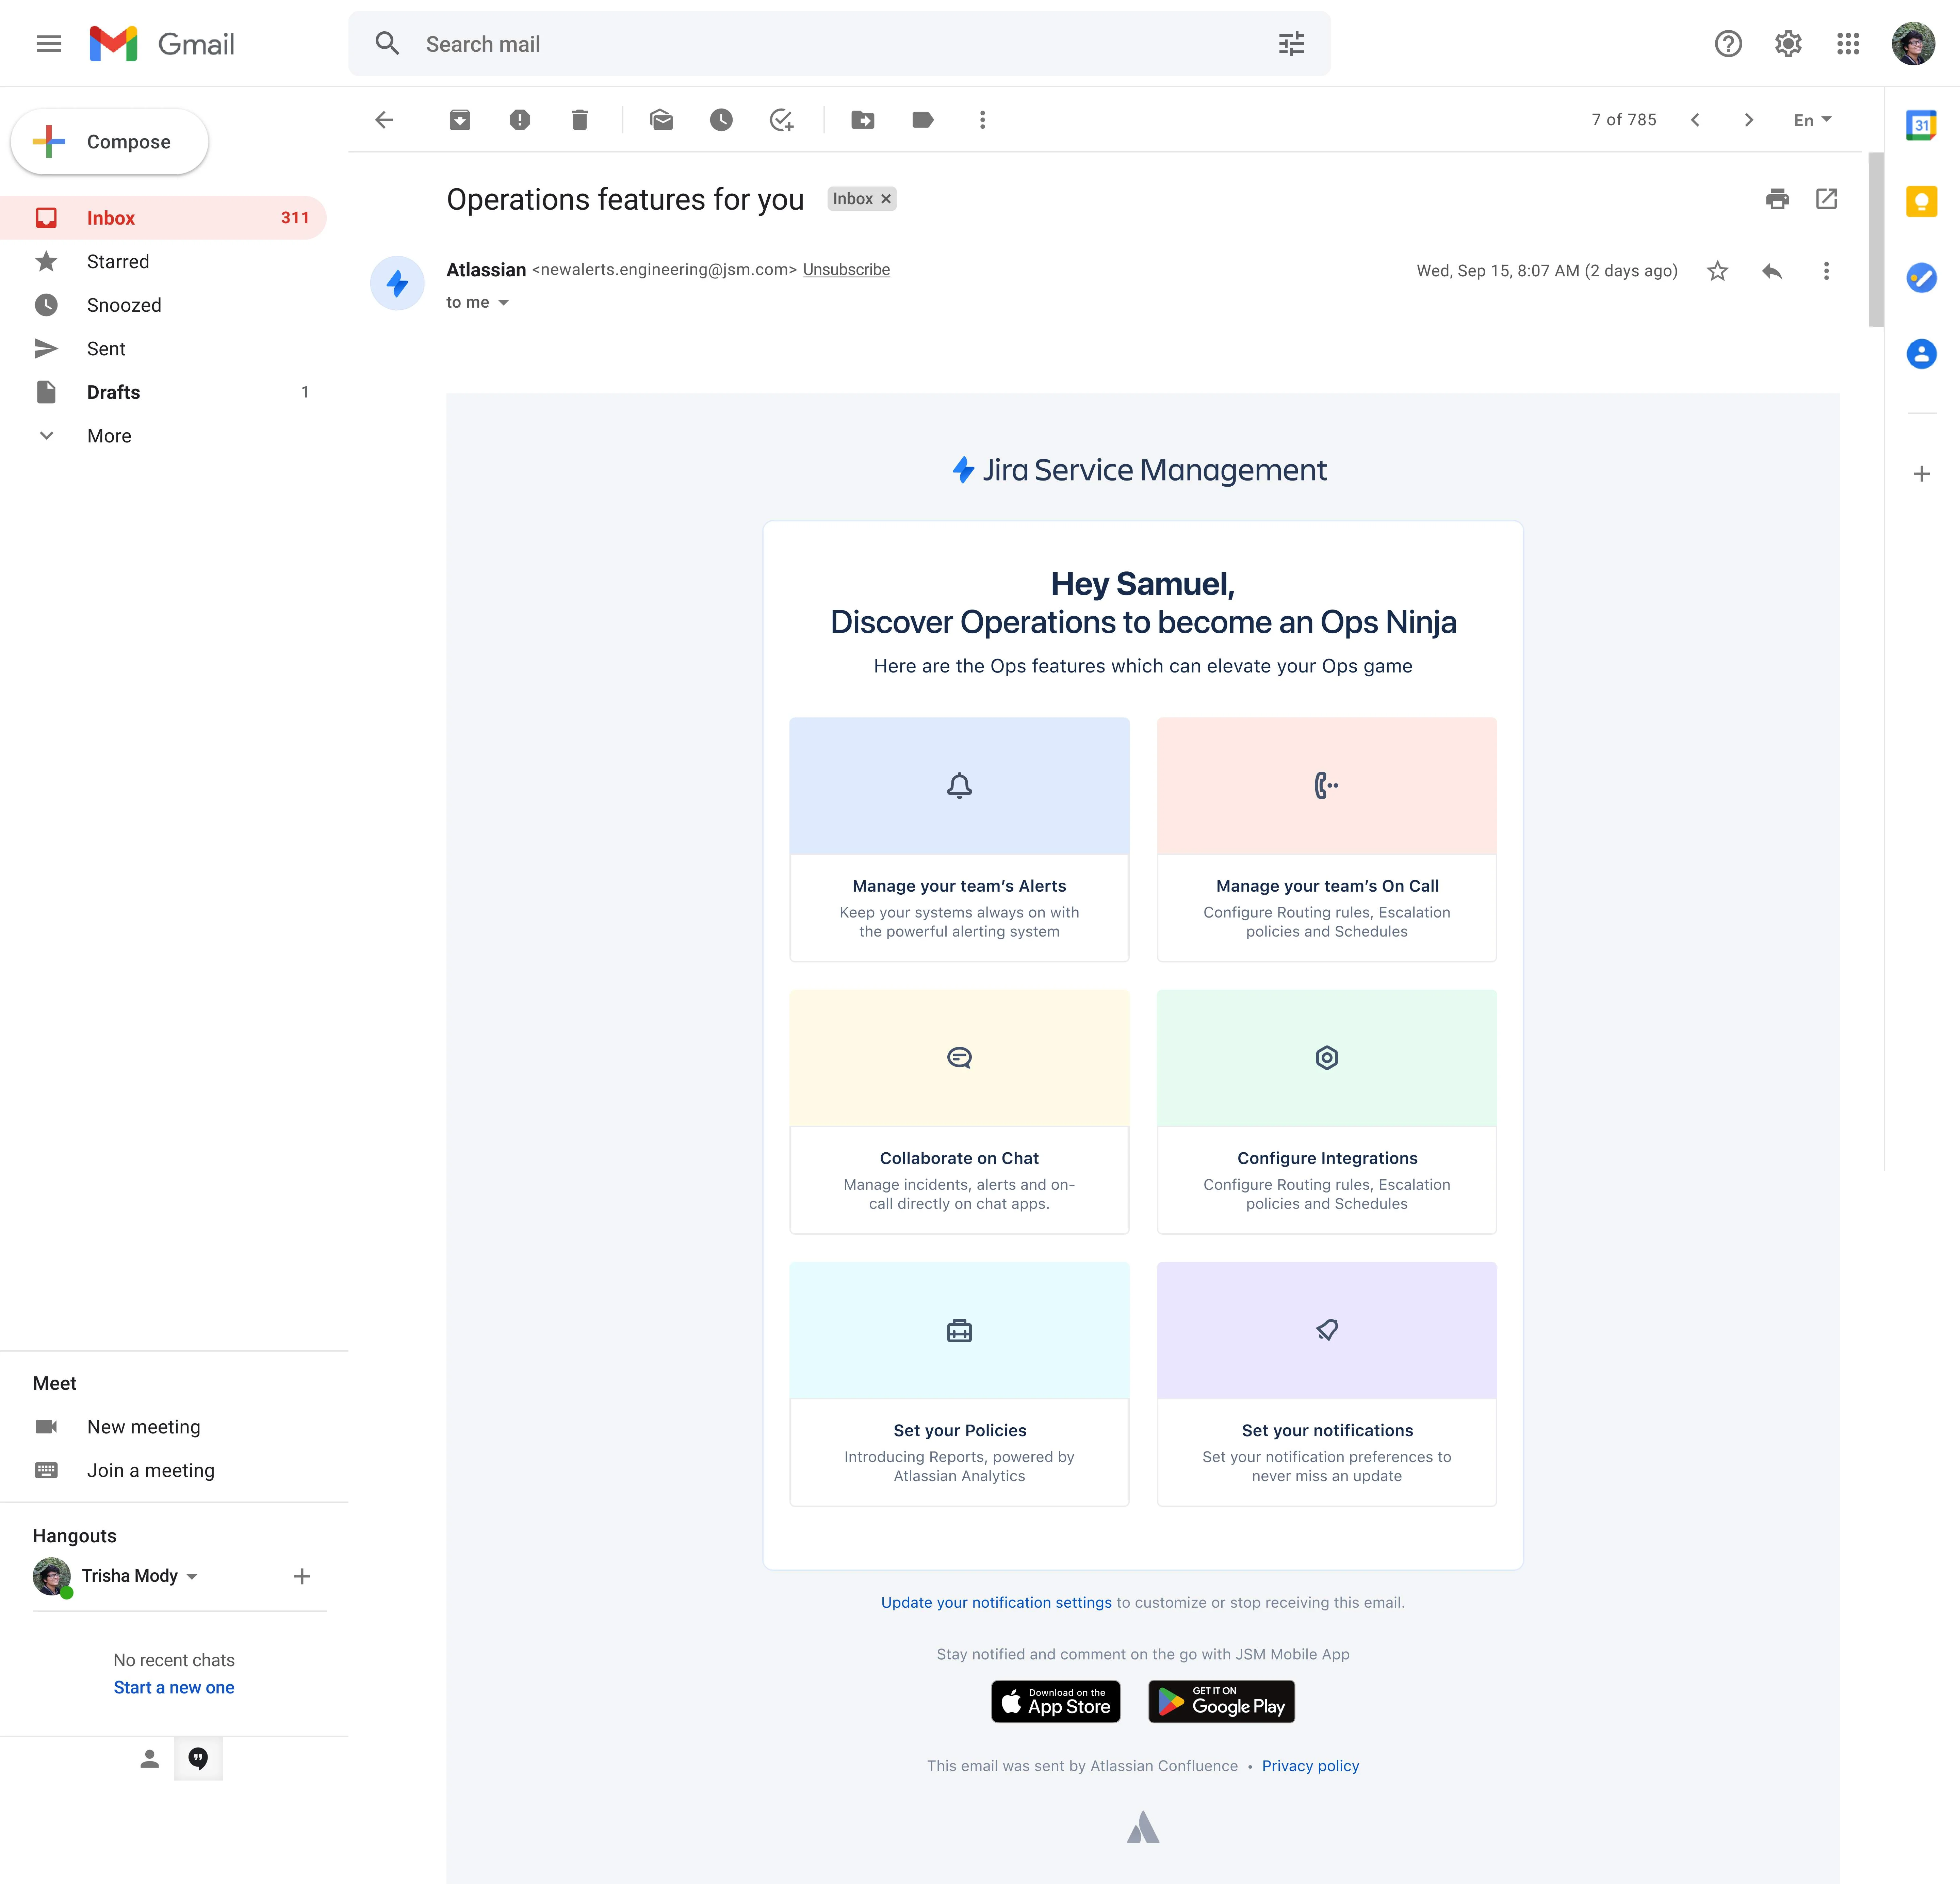 Gmail
Search mail
Compose
7 of 785
En
31
Inbox 311
Starred
Snoozed
Sent
Drafts 1
More
Operations features for you Inbox ×
Atlassian <newalerts.engineering@jsm.com> Unsubscribe
Wed, Sep 15, 8:07 AM (2 days ago)
to me
Jira Service Management
Hey Samuel,
Discover Operations to become an Ops Ninja
Here are the Ops features which can elevate your Ops game
Manage your team’s Alerts
Keep your systems always on with
the powerful alerting system
Manage your team’s On Call
Configure Routing rules, Escalation
policies and Schedules
Collaborate on Chat
Manage incidents, alerts and on-
call directly on chat apps.
Configure Integrations
Configure Routing rules, Escalation
policies and Schedules
Set your Policies
Introducing Reports, powered by
Atlassian Analytics
Set your notifications
Set your notification preferences to
never miss an update
Update your notification settings to customize or stop receiving this email.
Stay notified and comment on the go with JSM Mobile App
Download on the
App Store
GET IT ON
Google Play
This email was sent by Atlassian Confluence • Privacy policy
Meet
New meeting
Join a meeting
Hangouts
Trisha Mody
No recent chats
Start a new one